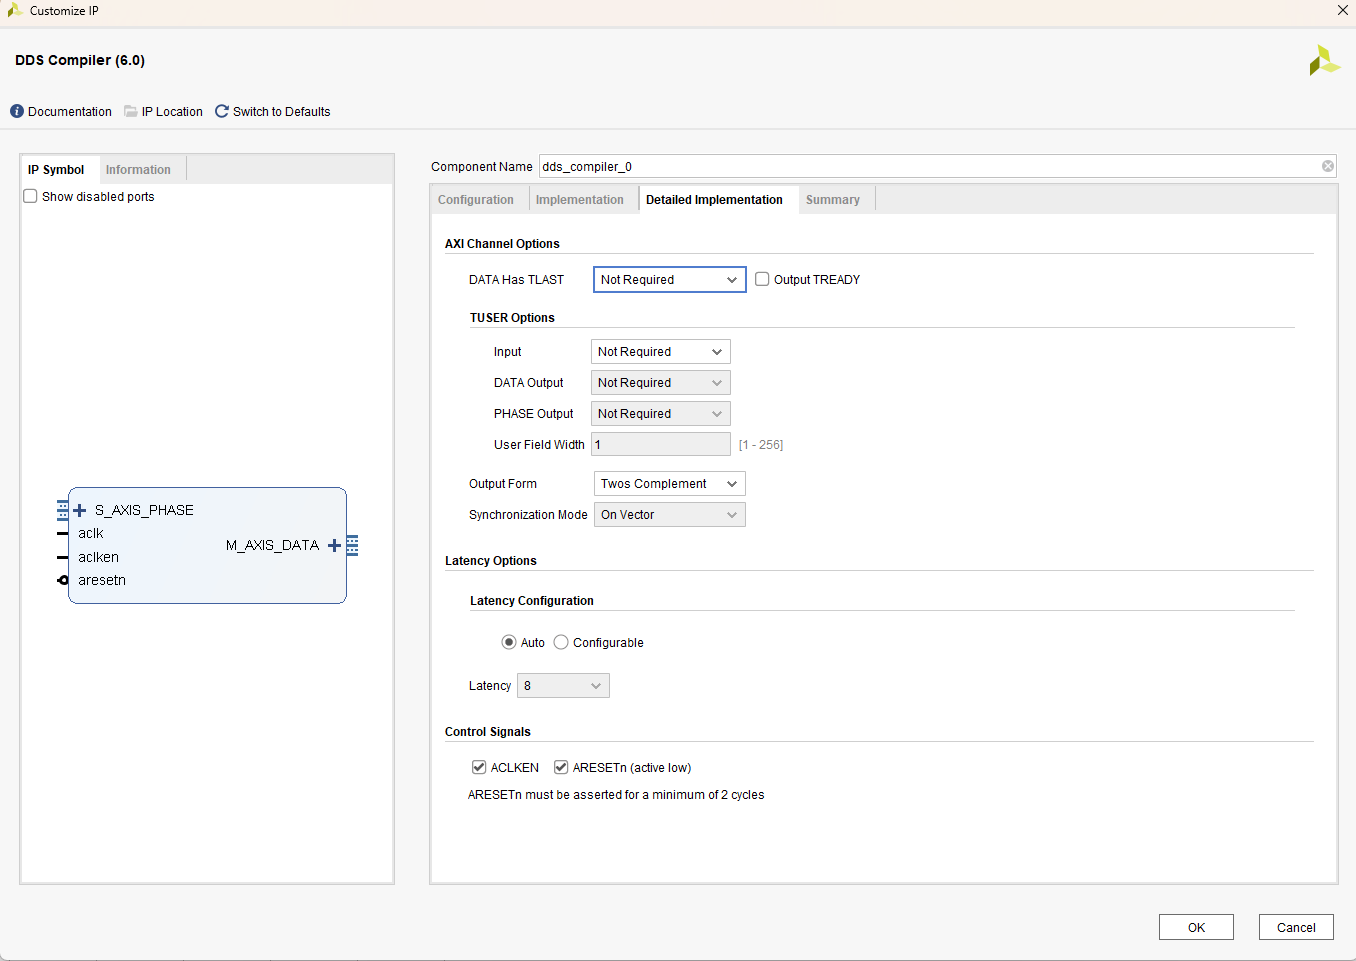 Customize IP
DDS Compiler (6.0)
Documentation IP Location Switch to Defaults
IP Symbol Information
Show disabled ports
S_AXIS_PHASE
aclk
M_AXIS_DATA
aclken
aresetn
Component Name dds_compiler_0
Configuration Implementation Detailed Implementation Summary
AXI Channel Options
DATA Has TLAST Not Required Output TREADY
TUSER Options
Input Not Required
DATA Output Not Required
PHASE Output Not Required
User Field Width 1 [1 - 256]
Output Form Twos Complement
Synchronization Mode On Vector
Latency Options
Latency Configuration
Auto Configurable
Latency 8
Control Signals
ACLKEN ARESETn (active low)
ARESETn must be asserted for a minimum of 2 cycles
OK Cancel